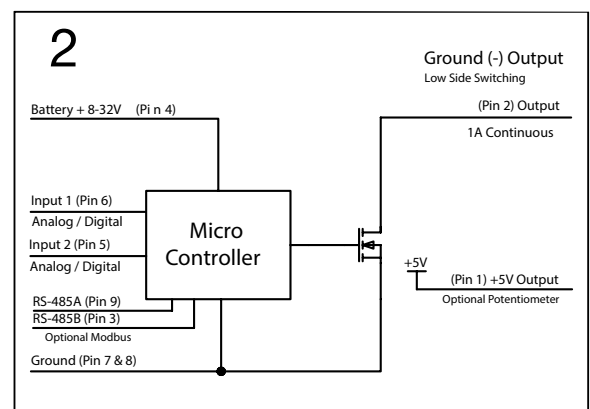 2
Ground (-) Output
Low Side Switching
Battery + 8-32V (Pi n 4)
(Pin 2) Output
1A Continuous
Input 1 (Pin 6)
Analog / Digital
Input 2 (Pin 5)
Analog / Digital
Micro
Controller
+5V
(Pin 1) +5V Output
Optional Potentiometer
RS-485A (Pin 9)
RS-485B (Pin 3)
Optional Modbus
Ground (Pin 7 & 8)